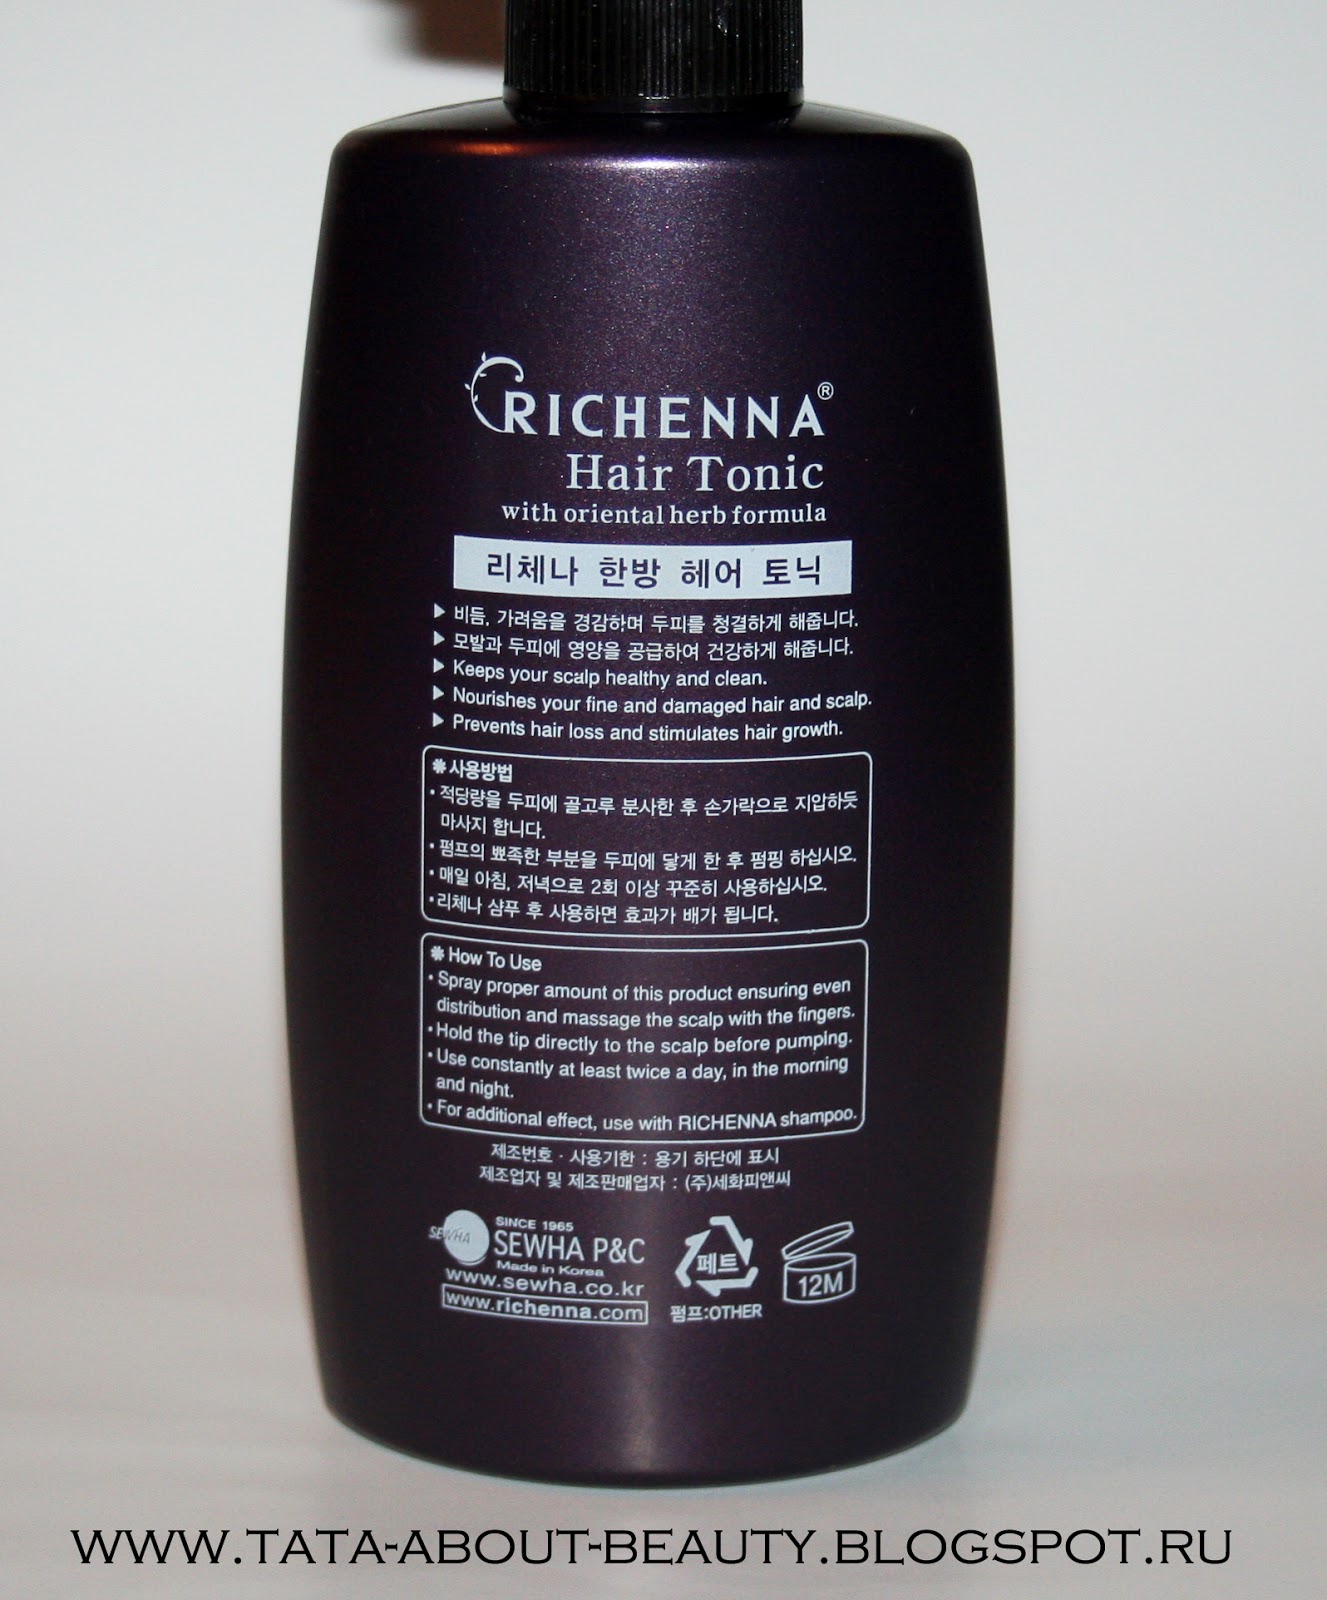 RICHENNA®
Hair Tonic
with oriental herb formula
리체나 한방 헤어 토닉
▶ 비듬, 가려움을 경감하며 두피를 청결하게 해줍니다.
▶ 모발과 두피에 영양을 공급하여 건강하게 해줍니다.
▶ Keeps your scalp healthy and clean.
▶ Nourishes your fine and damaged hair and scalp.
▶ Prevents hair loss and stimulates hair growth.
✽사용방법
• 적당량을 두피에 골고루 분사한 후 손가락으로 지압하듯
마사지 합니다.
• 펌프의 뾰족한 부분을 두피에 닿게 한 후 펌핑 하십시오.
• 매일 아침, 저녁으로 2회 이상 꾸준히 사용하십시오.
• 리체나 샴푸 후 사용하면 효과가 배가 됩니다.
✽ How To Use
• Spray proper amount of this product ensuring even
distribution and massage the scalp with the fingers.
• Hold the tip directly to the scalp before pumping.
• Use constantly at least twice a day, in the morning
and night.
• For additional effect, use with RICHENNA shampoo.
제조번호 · 사용기한 : 용기 하단에 표시
제조업자 및 제조판매업자 : (주)세화피앤씨
SEWHA
SINCE 1965
SEWHA P&C
Made in Korea
www.sewha.co.kr
www.richenna.com
페트
펌프:OTHER
12M
WWW.TATA-ABOUT-BEAUTY.BLOGSPOT.RU